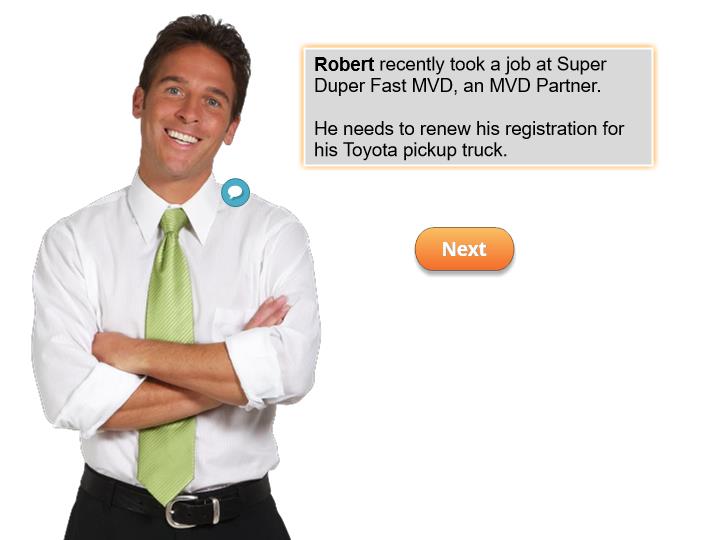 Robert recently took a job at Super
Duper Fast MVD, an MVD Partner.
He needs to renew his registration for
his Toyota pickup truck.
Next